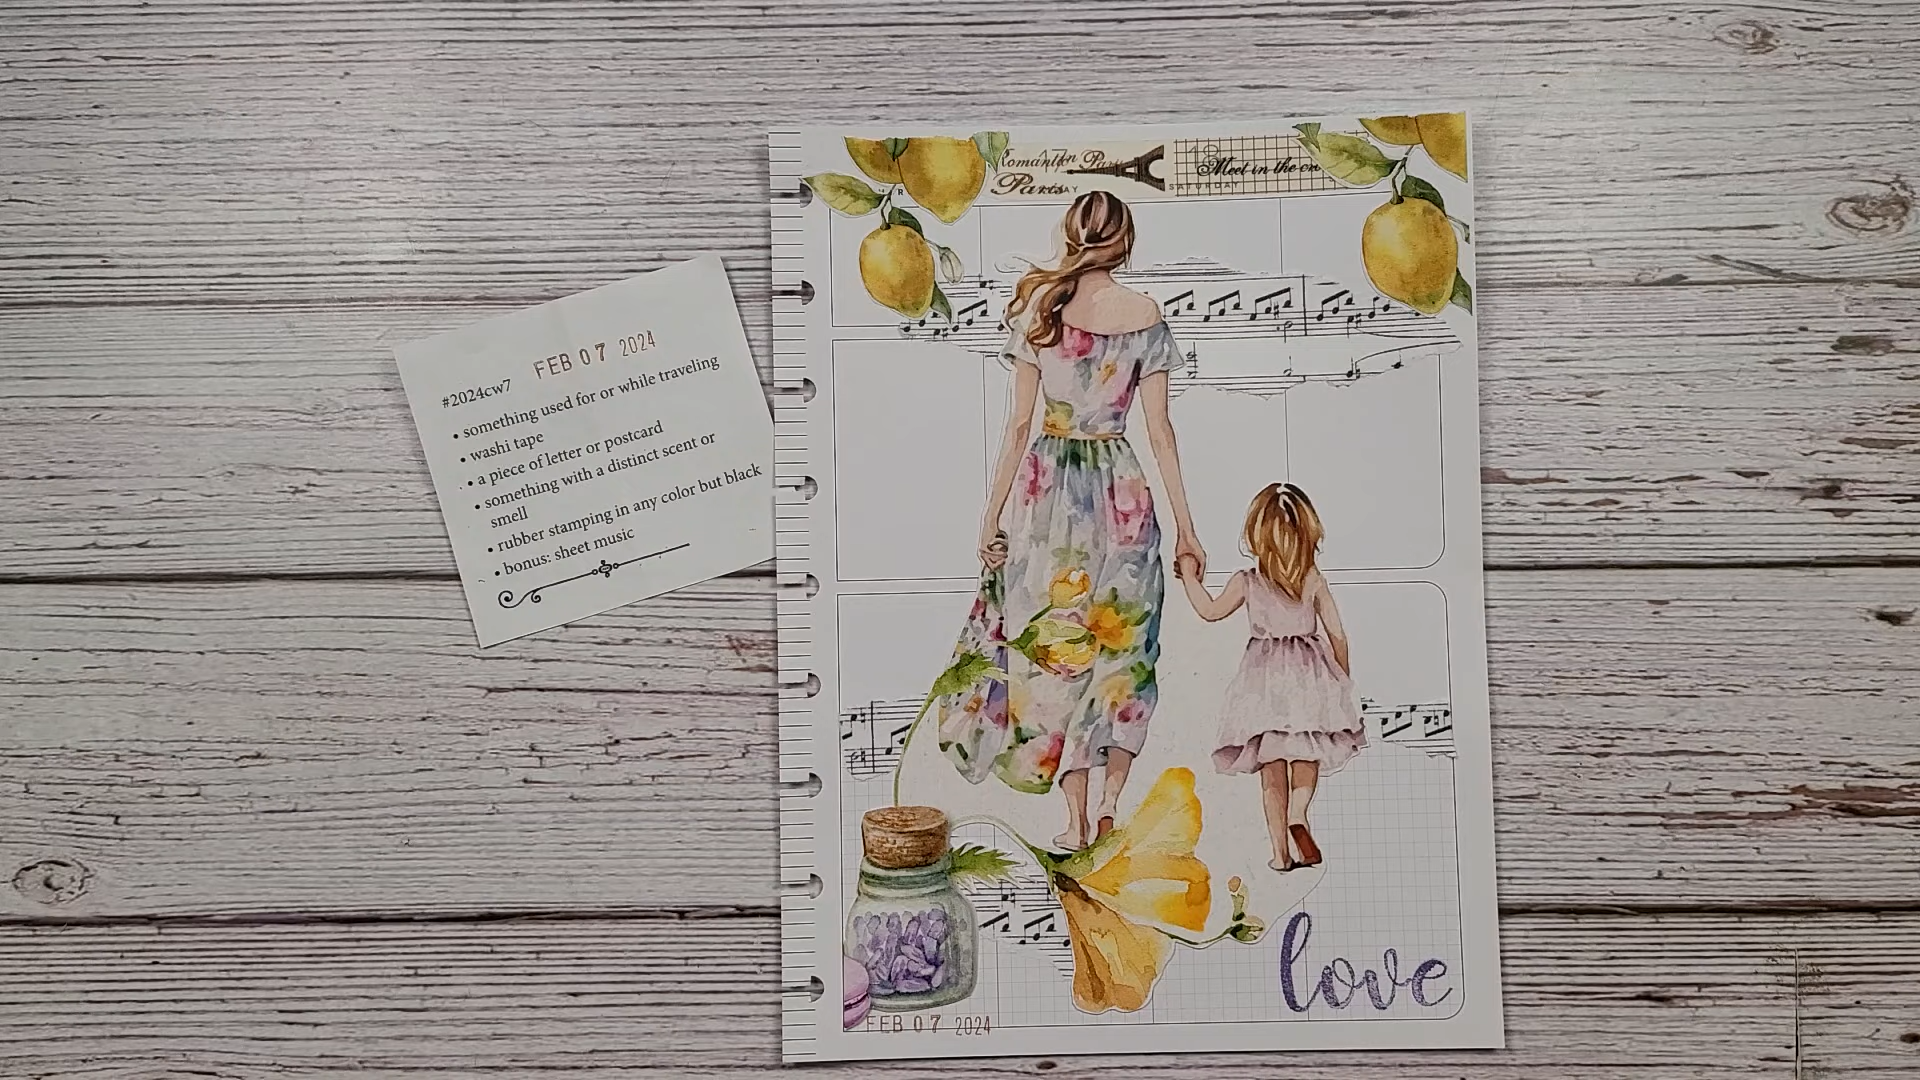 FEB 07 2024
#2024cw7
• something used for or while traveling
• washi tape
• a piece of letter or postcard
• something with a distinct scent or
smell
• rubber stamping in any color but black
• bonus: sheet music
Paris
Meet in the
SATURDAY
love
FEB 07 2024